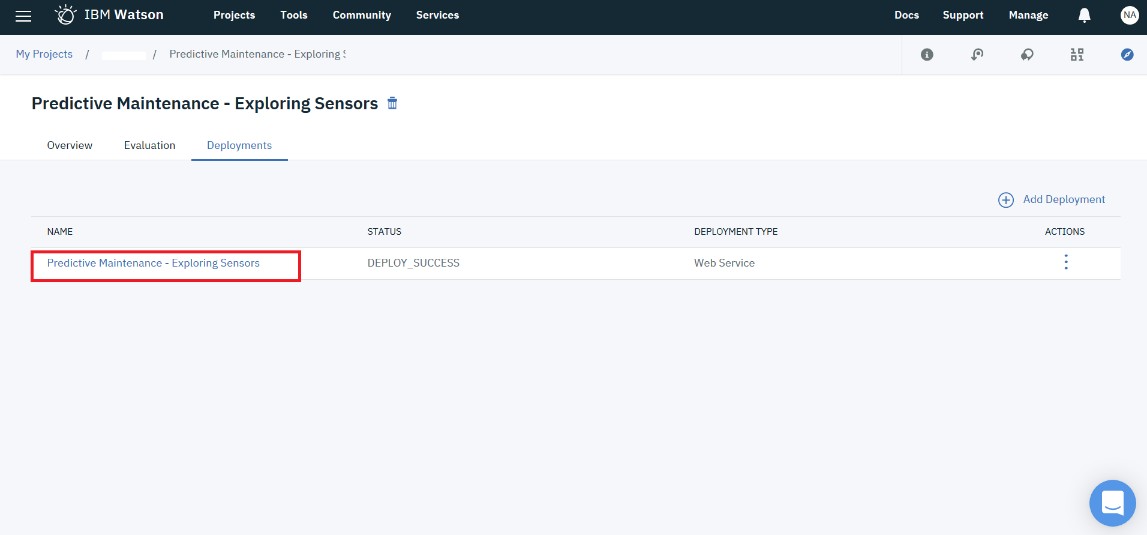 IBM Watson Projects Tools Community Services Docs Support Manage NA
My Projects / / Predictive Maintenance - Exploring S
Predictive Maintenance - Exploring Sensors
Overview Evaluation Deployments
Add Deployment
NAME STATUS DEPLOYMENT TYPE ACTIONS
Predictive Maintenance - Exploring Sensors DEPLOY_SUCCESS Web Service